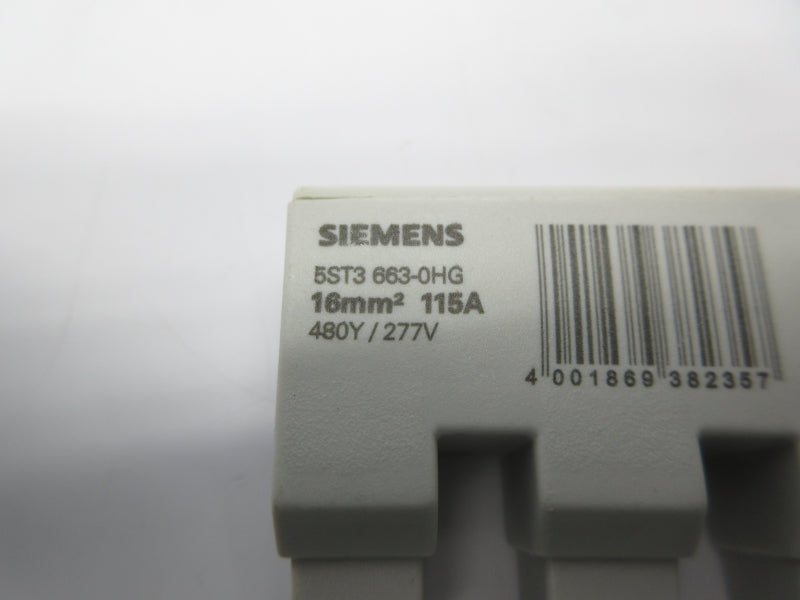 SIEMENS
5ST3 663-0HG
16mm² 115A
480Y / 277V
4 001869 382357